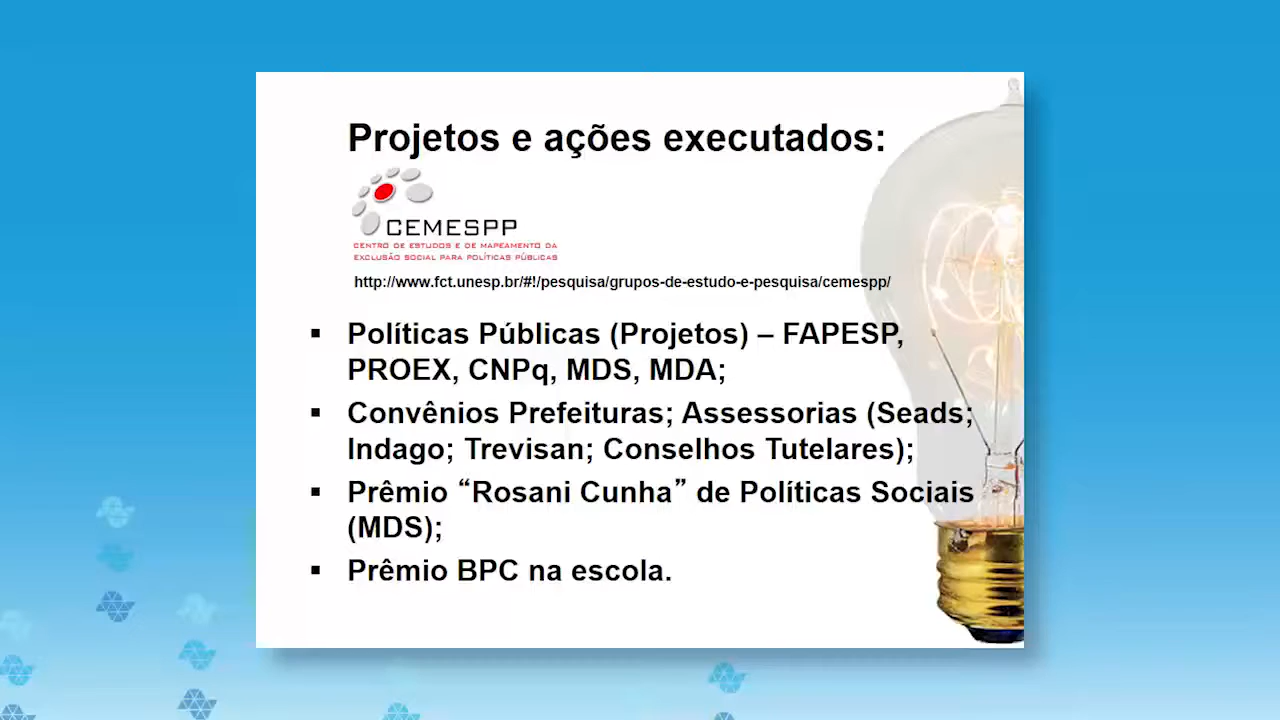 Projetos e ações executados:
CEMESPP
CENTRO DE ESTUDOS E DE MAPEAMENTO DA
EXCLUSÃO SOCIAL PARA POLÍTICAS PÚBLICAS
http://www.fct.unesp.br/#!/pesquisa/grupos-de-estudo-e-pesquisa/cemespp/
▪ Políticas Públicas (Projetos) – FAPESP,
PROEX, CNPq, MDS, MDA;
▪ Convênios Prefeituras; Assessorias (Seads;
Indago; Trevisan; Conselhos Tutelares);
▪ Prêmio “Rosani Cunha” de Políticas Sociais
(MDS);
▪ Prêmio BPC na escola.